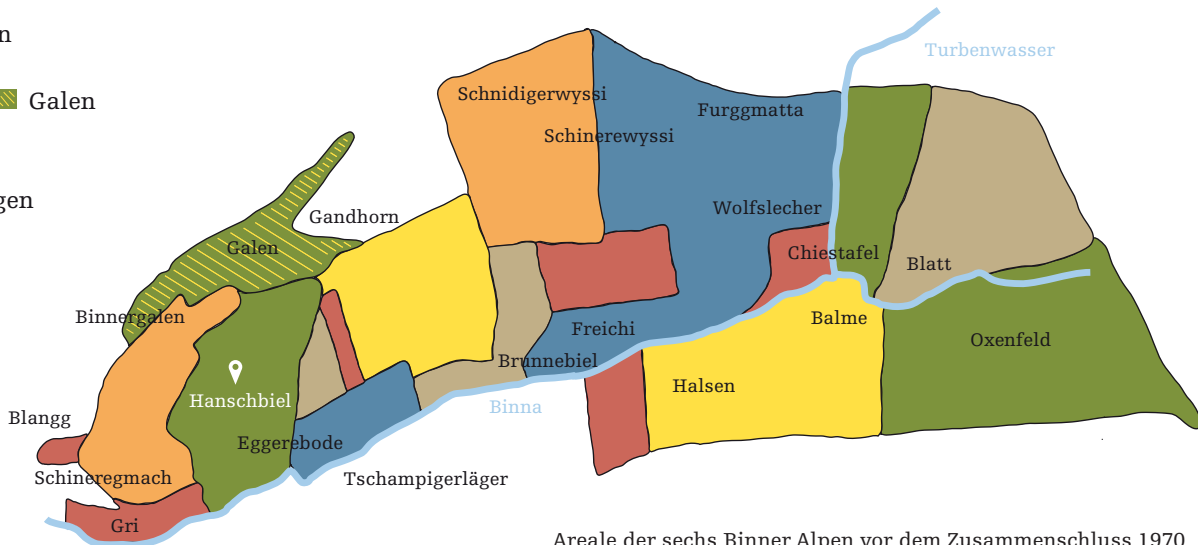 n
Galen
gen
Turbenwasser
Schnidigerwyssi
Furggmatta
Schinerewyssi
Gandhorn
Wolfslecher
Galen
Chiestafel
Blatt
Binnergalen
Balme
Freichi
Oxenfeld
Brunnebiel
Halsen
Hanschbiel
Binna
Blangg
Eggerebode
Schineregmach
Tschampigerläger
Gri
Areale der sechs Binner Alpen vor dem Zusammenschluss 1970